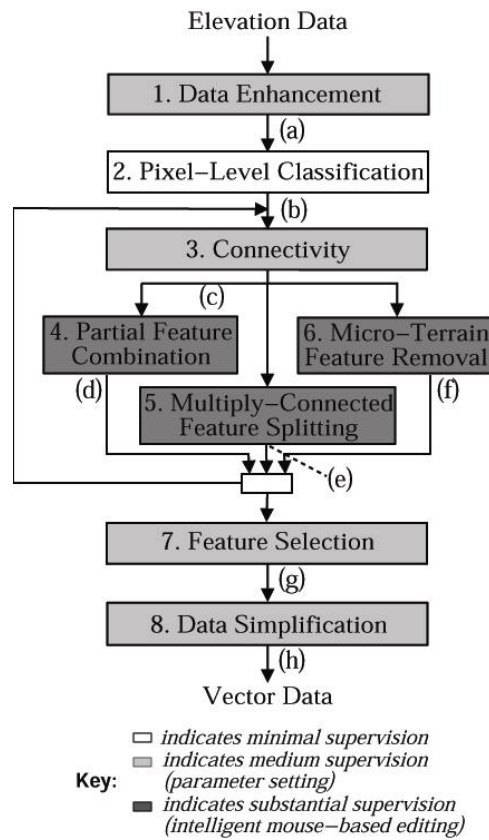 Elevation Data
1. Data Enhancement
(a)
2. Pixel–Level Classification
(b)
3. Connectivity
(c)
4. Partial Feature
Combination
(d)
6. Micro–Terrain
Feature Removal
(f)
5. Multiply–Connected
Feature Splitting
(e)
7. Feature Selection
(g)
8. Data Simplification
(h)
Vector Data
Key:
indicates minimal supervision
indicates medium supervision
(parameter setting)
indicates substantial supervision
(intelligent mouse–based editing)